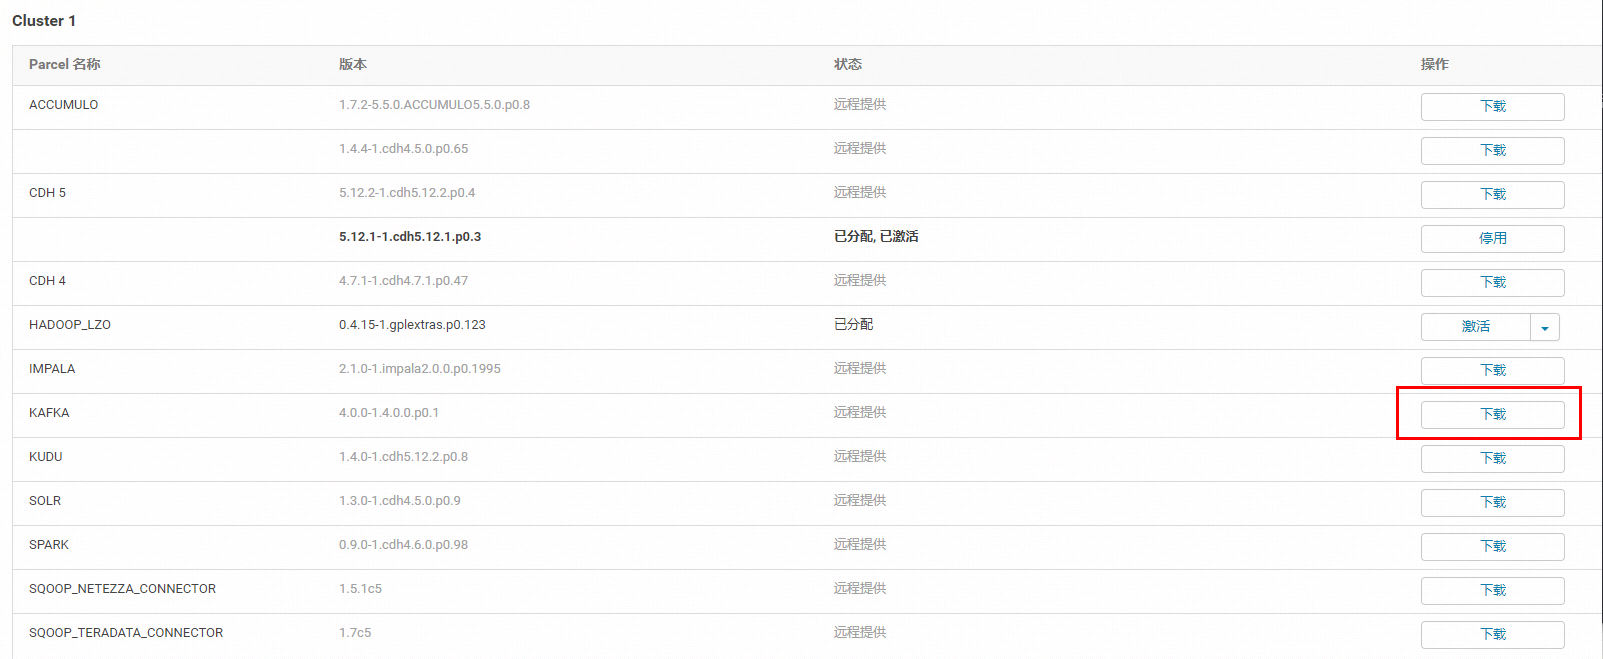 Cluster 1
Parcel 名称 版本 状态 操作
ACCUMULO 1.7.2-5.5.0.ACCUMULO5.5.0.p0.8 远程提供 下载
1.4.4-1.cdh4.5.0.p0.65 远程提供 下载
CDH 5 5.12.2-1.cdh5.12.2.p0.4 远程提供 下载
5.12.1-1.cdh5.12.1.p0.3 已分配, 已激活 停用
CDH 4 4.7.1-1.cdh4.7.1.p0.47 远程提供 下载
HADOOP_LZO 0.4.15-1.gplextras.p0.123 已分配 激活
IMPALA 2.1.0-1.impala2.0.0.p0.1995 远程提供 下载
KAFKA 4.0.0-1.4.0.0.p0.1 远程提供 下载
KUDU 1.4.0-1.cdh5.12.2.p0.8 远程提供 下载
SOLR 1.3.0-1.cdh4.5.0.p0.9 远程提供 下载
SPARK 0.9.0-1.cdh4.6.0.p0.98 远程提供 下载
SQOOP_NETEZZA_CONNECTOR 1.5.1c5 远程提供 下载
SQOOP_TERADATA_CONNECTOR 1.7c5 远程提供 下载